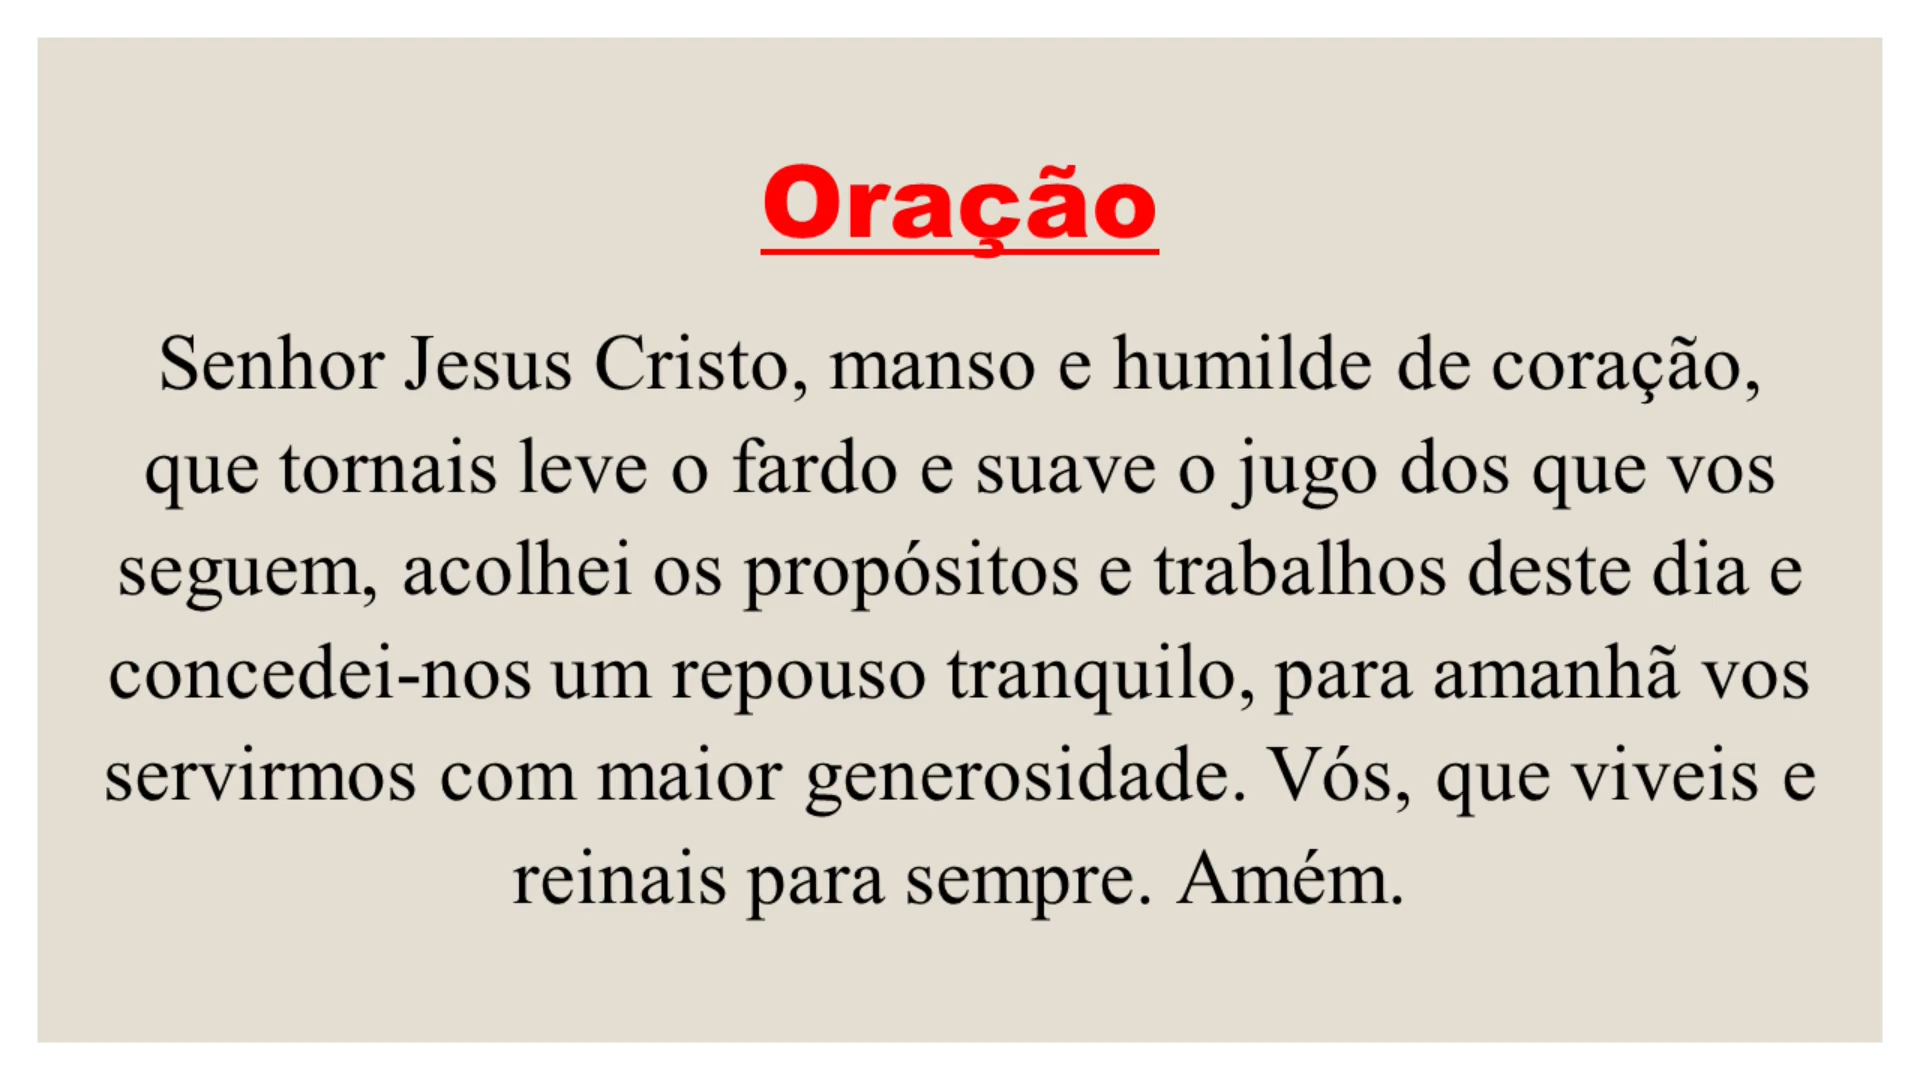 Oração
Senhor Jesus Cristo, manso e humilde de coração,
que tornais leve o fardo e suave o jugo dos que vos
seguem, acolhei os propósitos e trabalhos deste dia e
concedei-nos um repouso tranquilo, para amanhã vos
servirmos com maior generosidade. Vós, que viveis e
reinais para sempre. Amém.